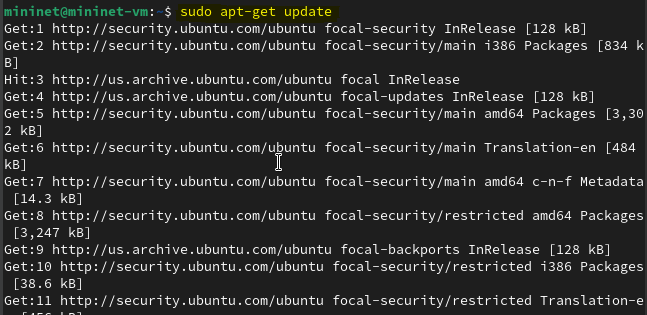 mininet@mininet-vm:~$ sudo apt-get update
Get:1 http://security.ubuntu.com/ubuntu focal-security InRelease [128 kB]
Get:2 http://security.ubuntu.com/ubuntu focal-security/main i386 Packages [834 k
B]
Hit:3 http://us.archive.ubuntu.com/ubuntu focal InRelease
Get:4 http://us.archive.ubuntu.com/ubuntu focal-updates InRelease [128 kB]
Get:5 http://security.ubuntu.com/ubuntu focal-security/main amd64 Packages [3,30
2 kB]
Get:6 http://security.ubuntu.com/ubuntu focal-security/main Translation-en [484
kB]
Get:7 http://security.ubuntu.com/ubuntu focal-security/main amd64 c-n-f Metadata
[14.3 kB]
Get:8 http://security.ubuntu.com/ubuntu focal-security/restricted amd64 Packages
[3,247 kB]
Get:9 http://us.archive.ubuntu.com/ubuntu focal-backports InRelease [128 kB]
Get:10 http://security.ubuntu.com/ubuntu focal-security/restricted i386 Packages
[38.6 kB]
Get:11 http://security.ubuntu.com/ubuntu focal-security/restricted Translation-e